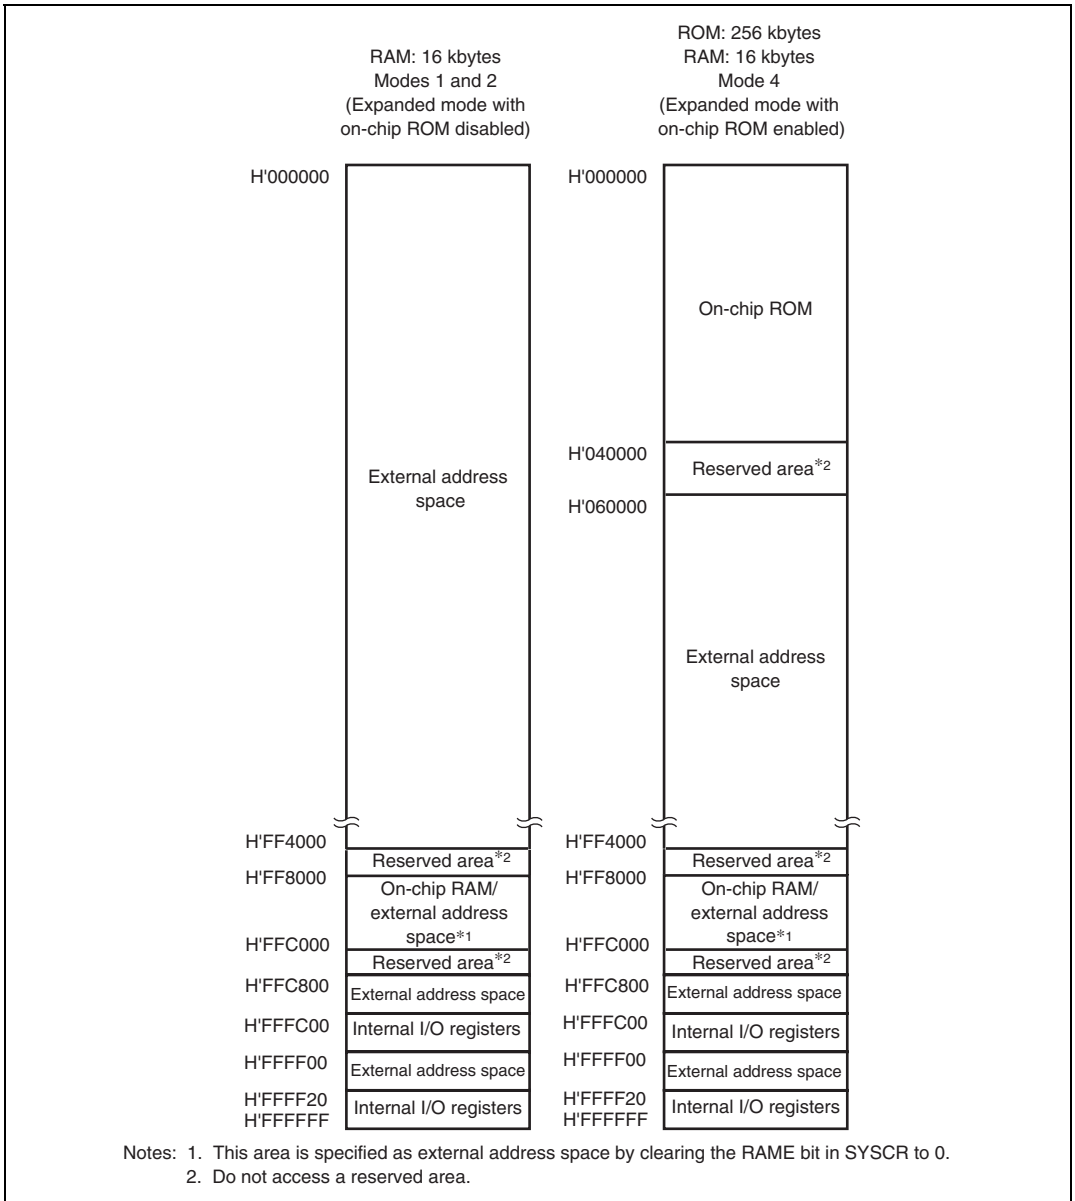 RAM: 16 kbytes
Modes 1 and 2
(Expanded mode with
on-chip ROM disabled)
ROM: 256 kbytes
RAM: 16 kbytes
Mode 4
(Expanded mode with
on-chip ROM enabled)
H'000000
External address
space
H'FF4000
Reserved area*2
H'FF8000
On-chip RAM/
external address
space*1
H'FFC000
Reserved area*2
H'FFC800
External address space
H'FFFC00
Internal I/O registers
H'FFFF00
External address space
H'FFFF20
Internal I/O registers
H'FFFFFF
H'000000
On-chip ROM
H'040000
Reserved area*2
H'060000
External address
space
H'FF4000
Reserved area*2
H'FF8000
On-chip RAM/
external address
space*1
H'FFC000
Reserved area*2
H'FFC800
External address space
H'FFFC00
Internal I/O registers
H'FFFF00
External address space
H'FFFF20
Internal I/O registers
H'FFFFFF
Notes: 1. This area is specified as external address space by clearing the RAME bit in SYSCR to 0.
2. Do not access a reserved area.